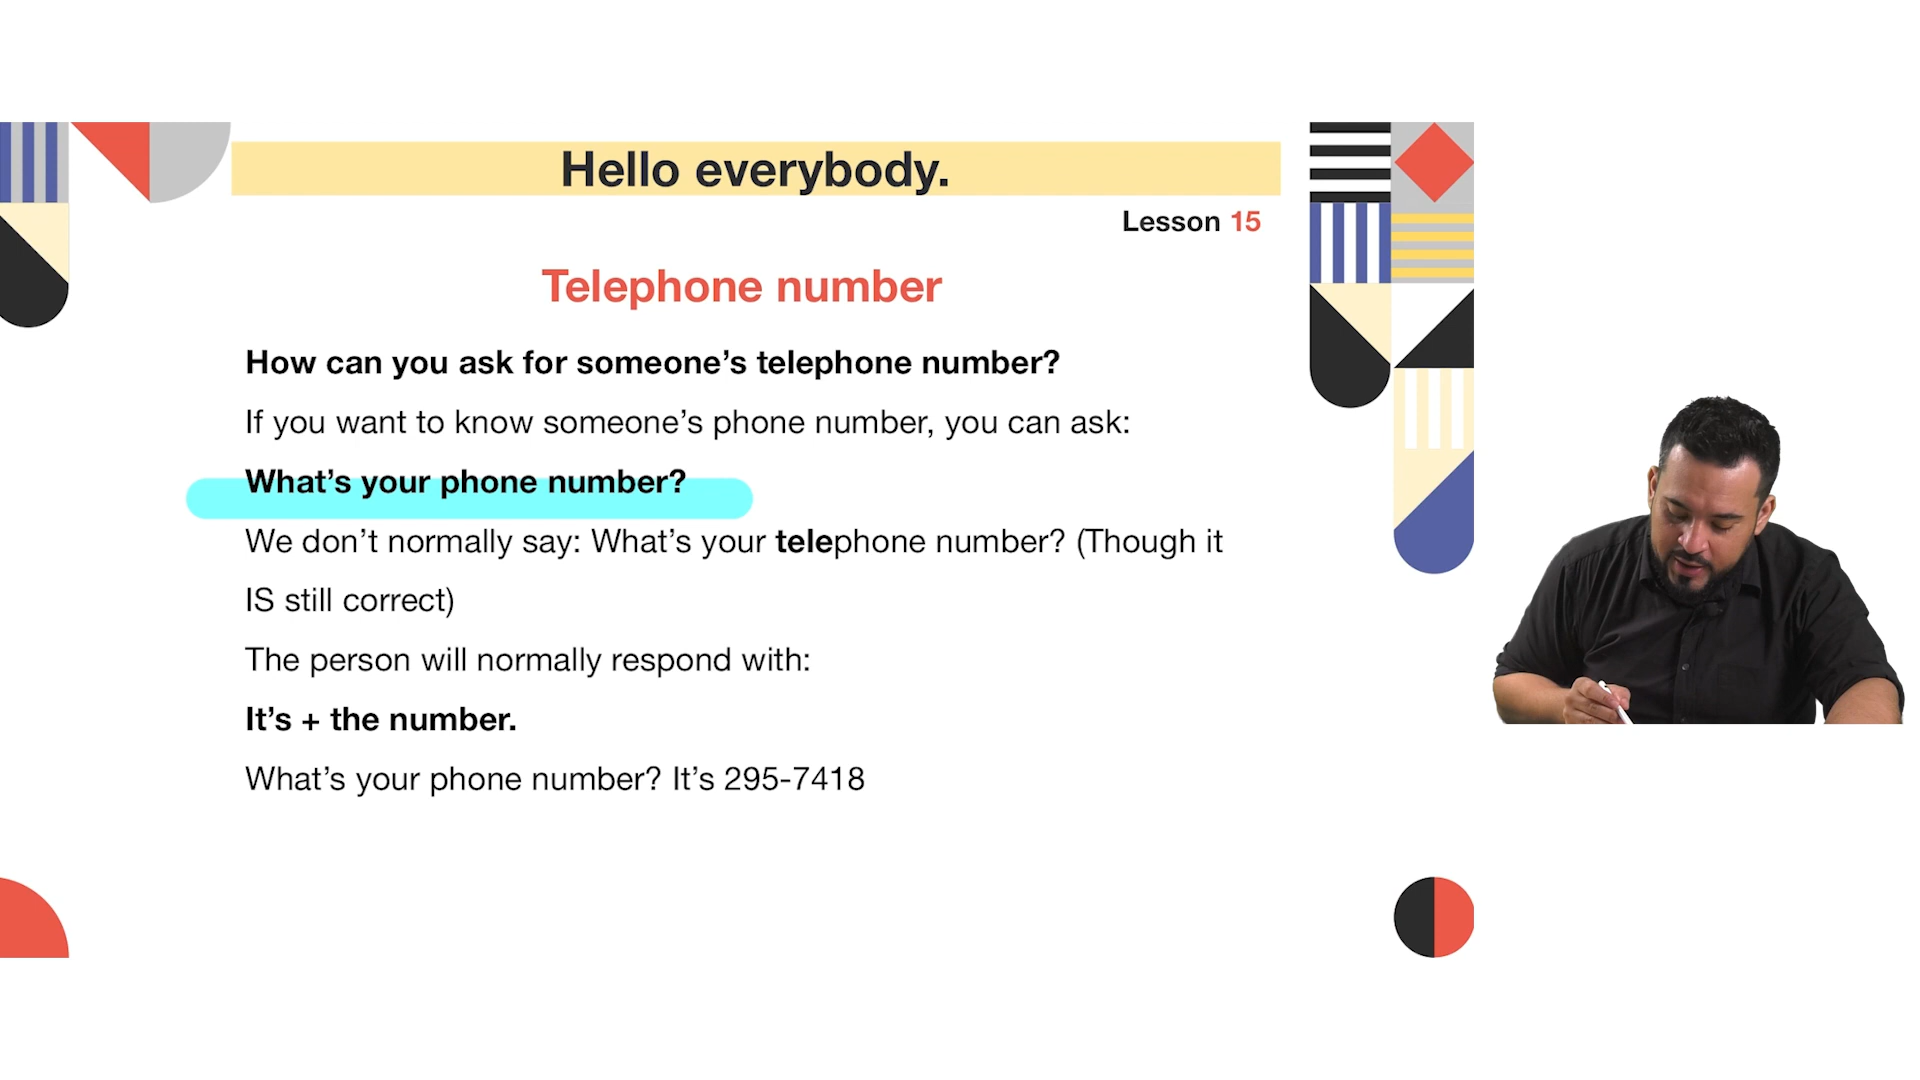 Hello everybody.
Lesson 15
Telephone number
How can you ask for someone’s telephone number?
If you want to know someone’s phone number, you can ask:
What’s your phone number?
We don’t normally say: What’s your telephone number? (Though it
IS still correct)
The person will normally respond with:
It’s + the number.
What’s your phone number? It’s 295-7418